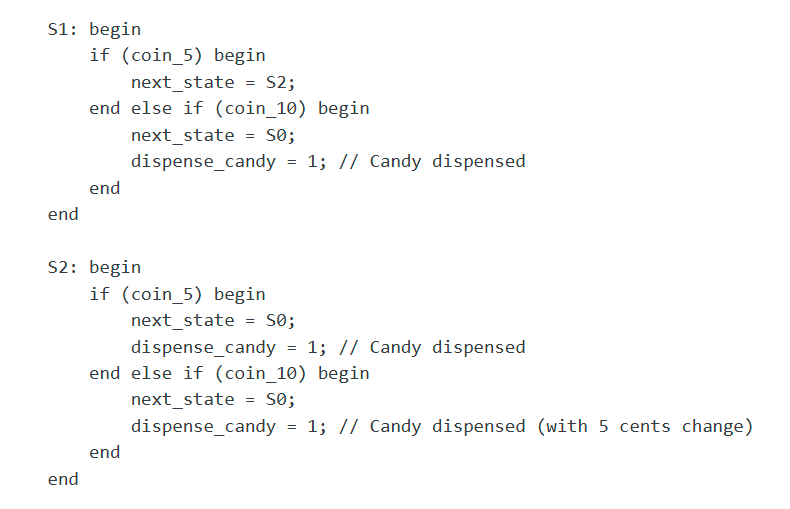 S1: begin
    if (coin_5) begin
        next_state = S2;
    end else if (coin_10) begin
        next_state = S0;
        dispense_candy = 1; // Candy dispensed
    end
end

S2: begin
    if (coin_5) begin
        next_state = S0;
        dispense_candy = 1; // Candy dispensed
    end else if (coin_10) begin
        next_state = S0;
        dispense_candy = 1; // Candy dispensed (with 5 cents change)
    end
end